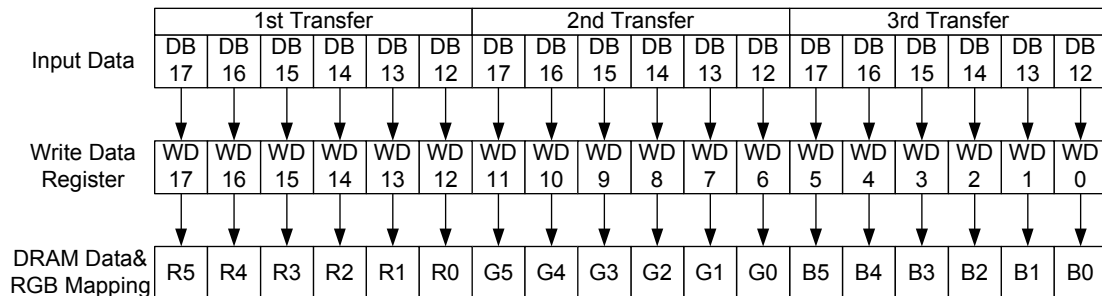 1st Transfer 2nd Transfer 3rd Transfer
Input Data DB 17 DB 16 DB 15 DB 14 DB 13 DB 12 DB 17 DB 16 DB 15 DB 14 DB 13 DB 12 DB 17 DB 16 DB 15 DB 14 DB 13 DB 12
Write Data Register WD 17 WD 16 WD 15 WD 14 WD 13 WD 12 WD 11 WD 10 WD 9 WD 8 WD 7 WD 6 WD 5 WD 4 WD 3 WD 2 WD 1 WD 0
DRAM Data& RGB Mapping R5 R4 R3 R2 R1 R0 G5 G4 G3 G2 G1 G0 B5 B4 B3 B2 B1 B0